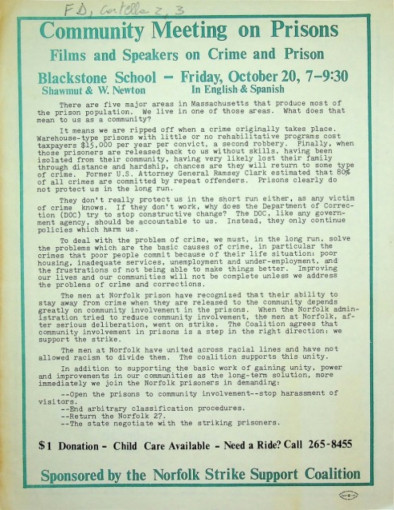 FD, Costella 2, 3
Community Meeting on Prisons
Films and Speakers on Crime and Prison
Blackstone School — Friday, October 20, 7–9:30
Shawmut & W. Newton In English & Spanish
There are five major areas in Massachusetts that produce most of
the prison population. We live in one of those areas. What does that
mean to us as a community?
It means we are ripped off when a crime originally takes place.
Warehouse-type prisons with little or no rehabilitative programs cost
taxpayers $15,000 per year per convict, a second robbery. Finally, when
those prisoners are released back to us without skills, having been
isolated from their community, having very likely lost their family
through distance and hardship, chances are they will return to some type
of crime. Former U.S. Attorney General Ramsey Clark estimated that 80%
of all crimes are committed by repeat offenders. Prisons clearly do
not protect us in the long run.
They don't really protect us in the short run either, as any victim
of crime knows. If they don't work, why does the Department of Correc-
tion (DOC) try to stop constructive change? The DOC, like any govern-
ment agency, should be accountable to us. Instead, they only continue
policies which harm us.
To deal with the problem of crime, we must, in the long run, solve
the problems which are the basic causes of crime, in particular the
crimes that poor people commit because of their life situation: poor
housing, inadequate services, unemployment and under-employment, and
the frustrations of not being able to make things better. Improving
our lives and our communities will not be complete unless we address
the problems of crime and corrections.
The men at Norfolk prison have recognised that their ability to
stay away from crime when they are released to the community depends
greatly on community involvement in the prisons. When the Norfolk admin-
istration tried to reduce community involvement, the men at Norfolk, af-
ter serious deliberation, went on strike. The Coalition agrees that
community involvement in prisons is a step in the right direction; we
support the strike.
The men at Norfolk have united across racial lines and have not
allowed racism to divide them. The coalition supports this unity.
In addition to supporting the basic work of gaining unity, power
and improvements in our communities as the long-term solution, more
immediately we join the Norfolk prisoners in demanding:
--Open the prisons to community involvement--stop harassment of
visitors.
--End arbitrary classification procedures.
--Return the Norfolk 27.
--The state negotiate with the striking prisoners.
$1 Donation - Child Care Available - Need a Ride? Call 265-8455
Sponsored by the Norfolk Strike Support Coalition